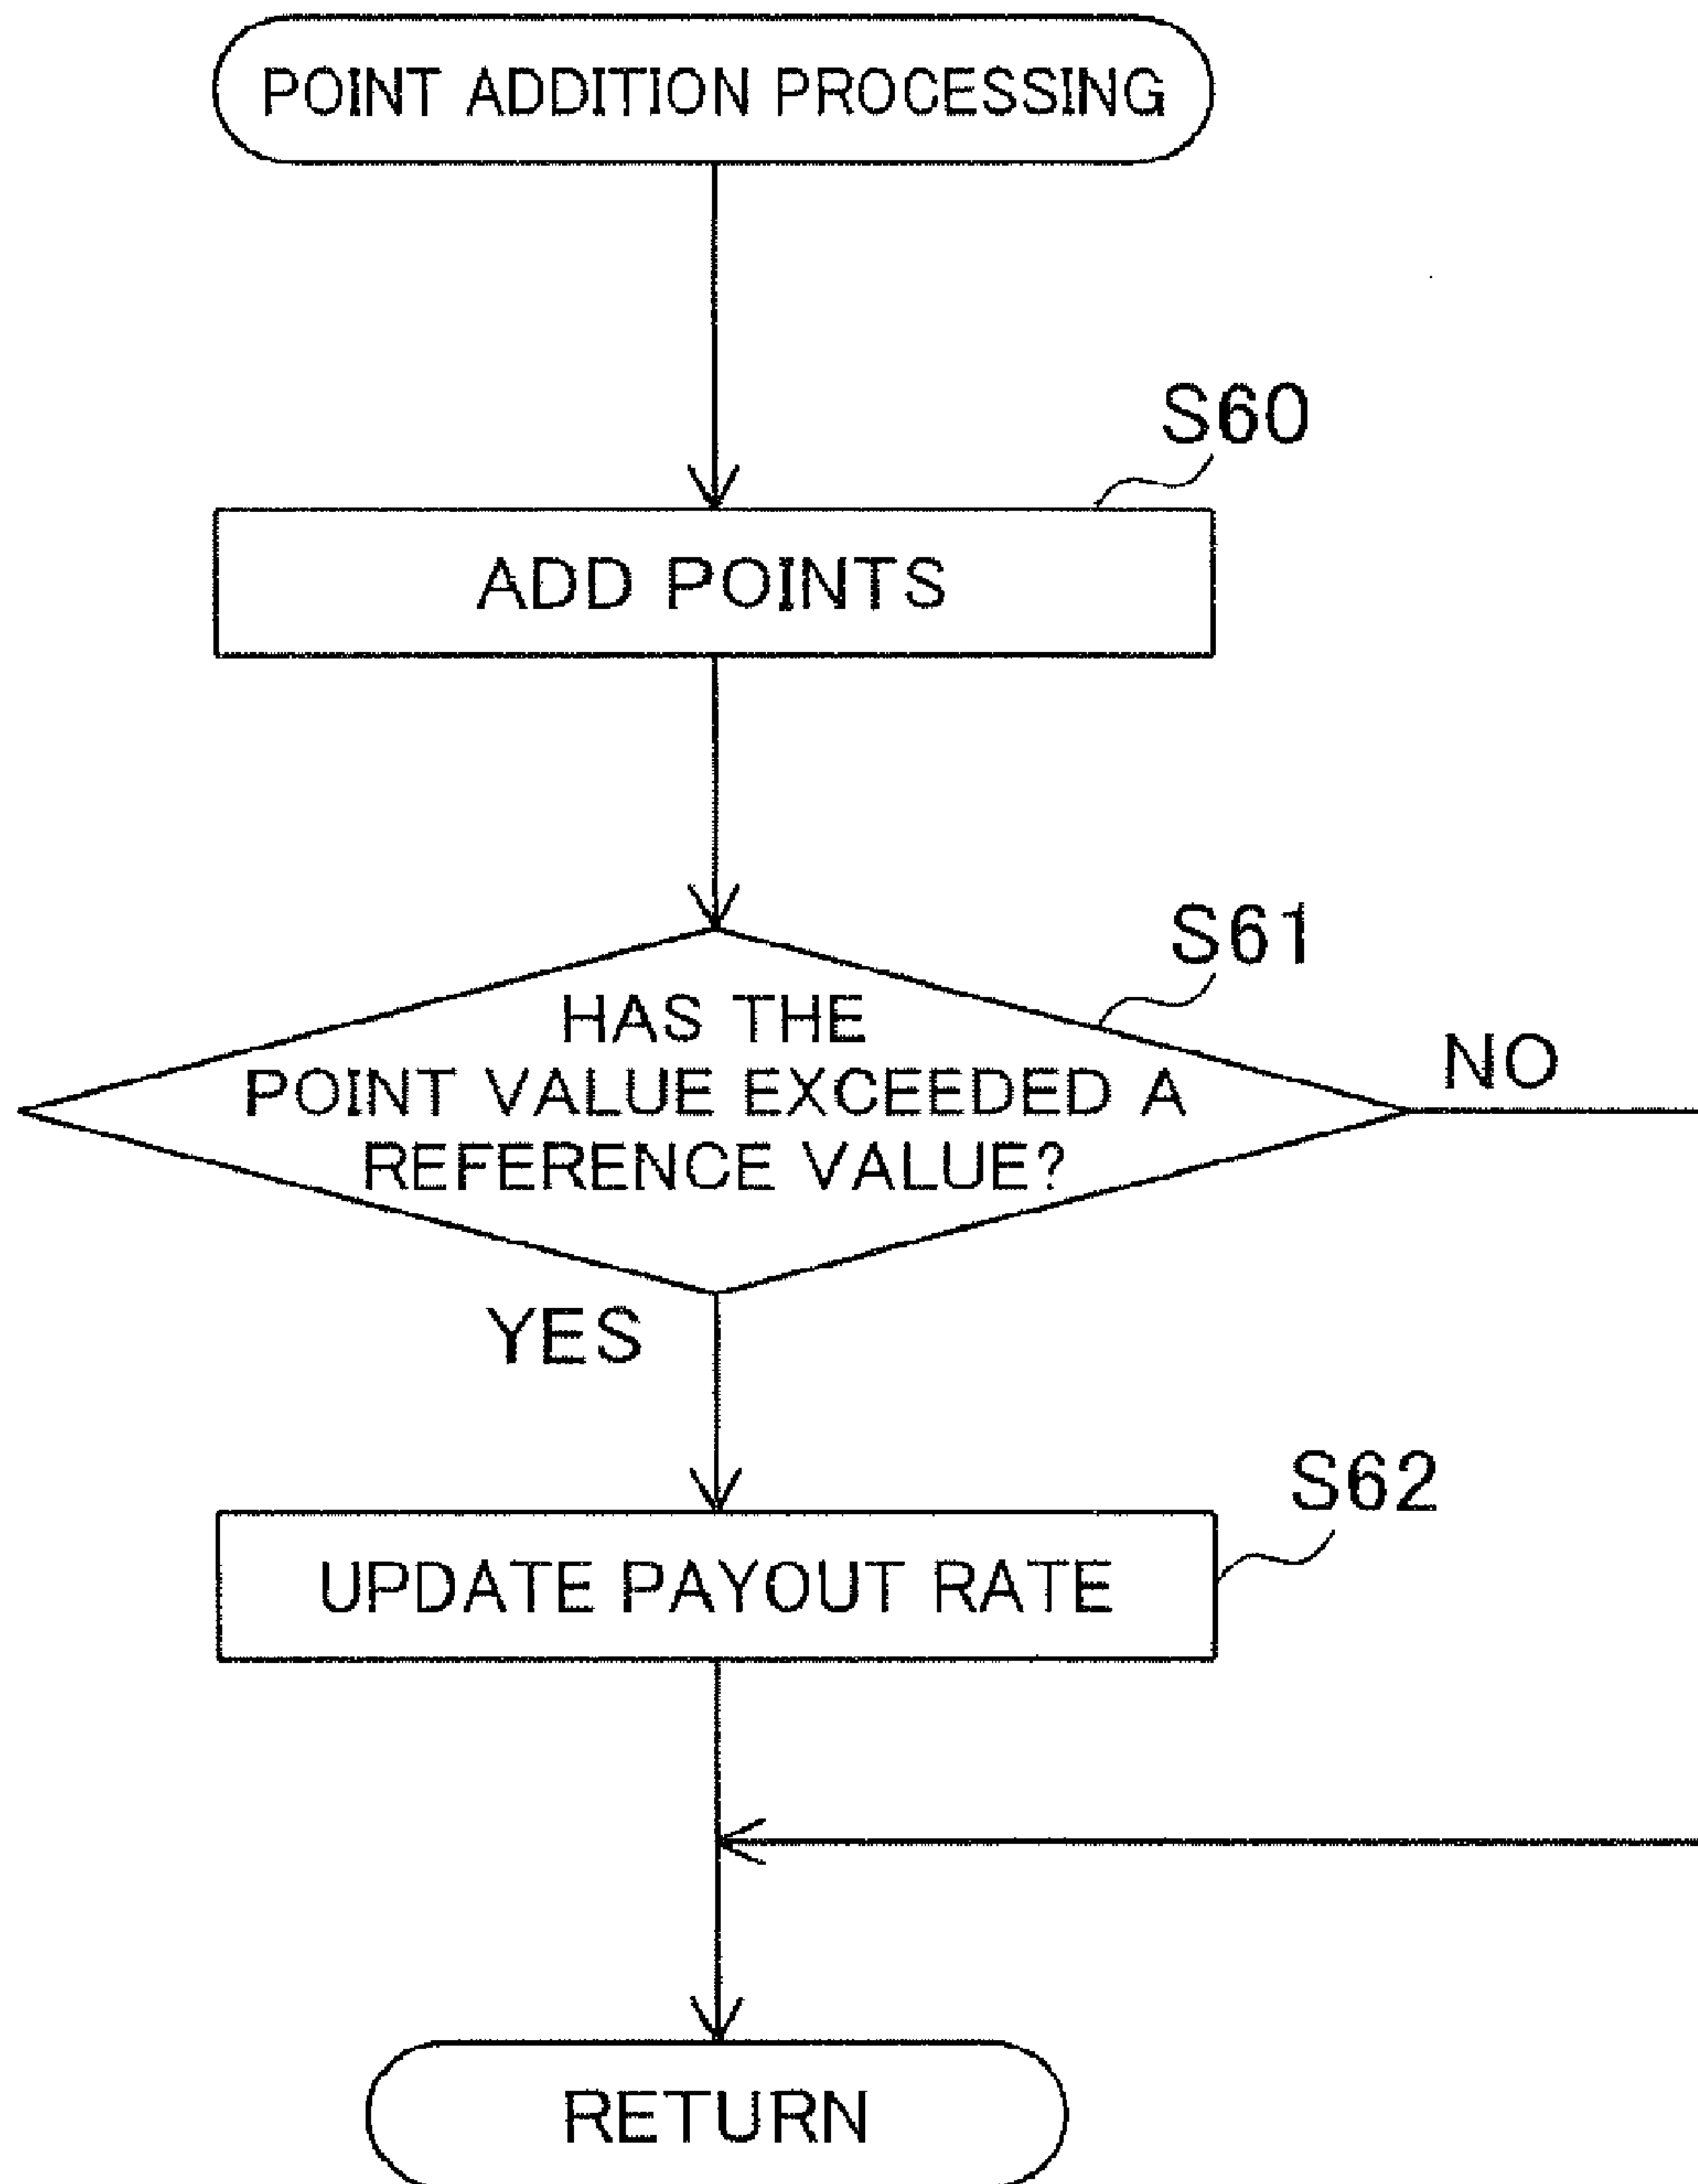 POINT ADDITION PROCESSING
S60
ADD POINTS
S61
HAS THE
POINT VALUE EXCEEDED A
REFERENCE VALUE?
NO
YES
S62
UPDATE PAYOUT RATE
RETURN